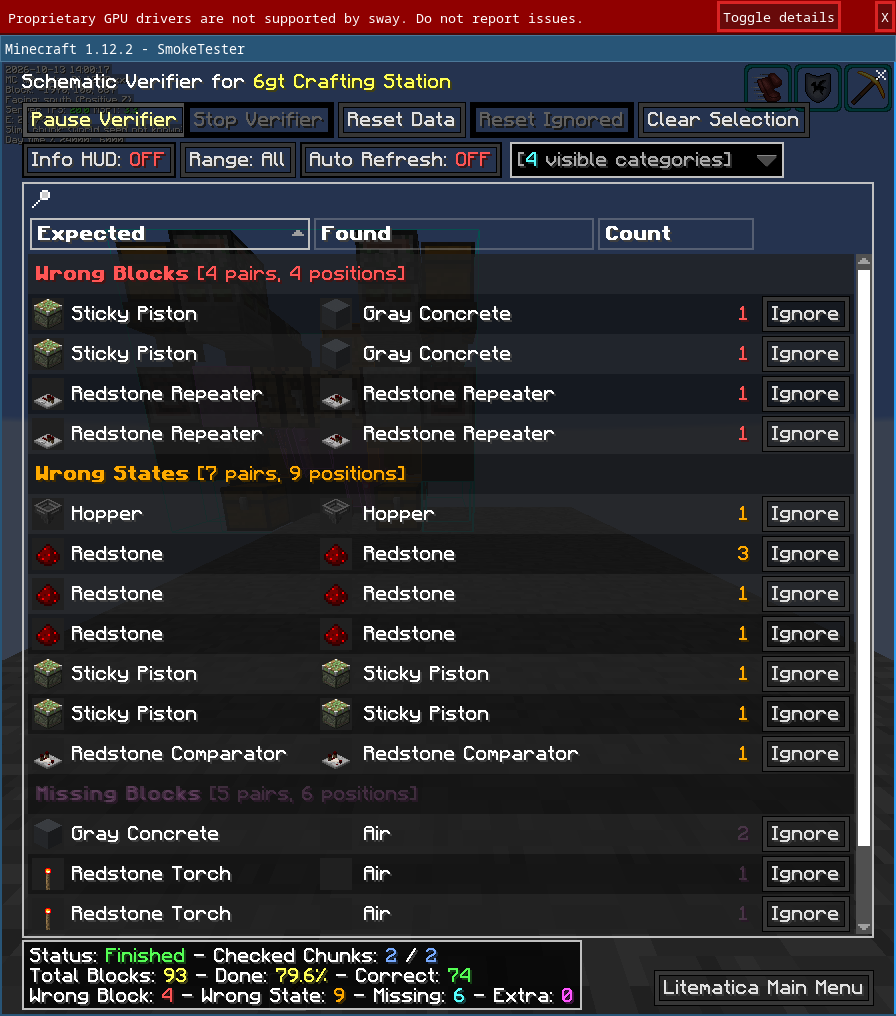 Proprietary GPU drivers are not supported by sway. Do not report issues. Toggle details X
Minecraft 1.12.2 - SmokeTester
Schematic Verifier for 6gt Crafting Station
Pause Verifier Stop Verifier Reset Data Reset Ignored Clear Selection
Info HUD: OFF Range: All Auto Refresh: OFF [4 visible categories]
Expected Found Count
Wrong Blocks [4 pairs, 4 positions]
Sticky Piston Gray Concrete 1 Ignore
Sticky Piston Gray Concrete 1 Ignore
Redstone Repeater Redstone Repeater 1 Ignore
Redstone Repeater Redstone Repeater 1 Ignore
Wrong States [7 pairs, 9 positions]
Hopper Hopper 1 Ignore
Redstone Redstone 3 Ignore
Redstone Redstone 1 Ignore
Redstone Redstone 1 Ignore
Sticky Piston Sticky Piston 1 Ignore
Sticky Piston Sticky Piston 1 Ignore
Redstone Comparator Redstone Comparator 1 Ignore
Missing Blocks [5 pairs, 6 positions]
Gray Concrete Air 2 Ignore
Redstone Torch Air 1 Ignore
Redstone Torch Air 1 Ignore
Status: Finished - Checked Chunks: 2 / 2
Total Blocks: 93 - Done: 79.6% - Correct: 74
Wrong Block: 4 - Wrong State: 9 - Missing: 6 - Extra: 0
Litematica Main Menu